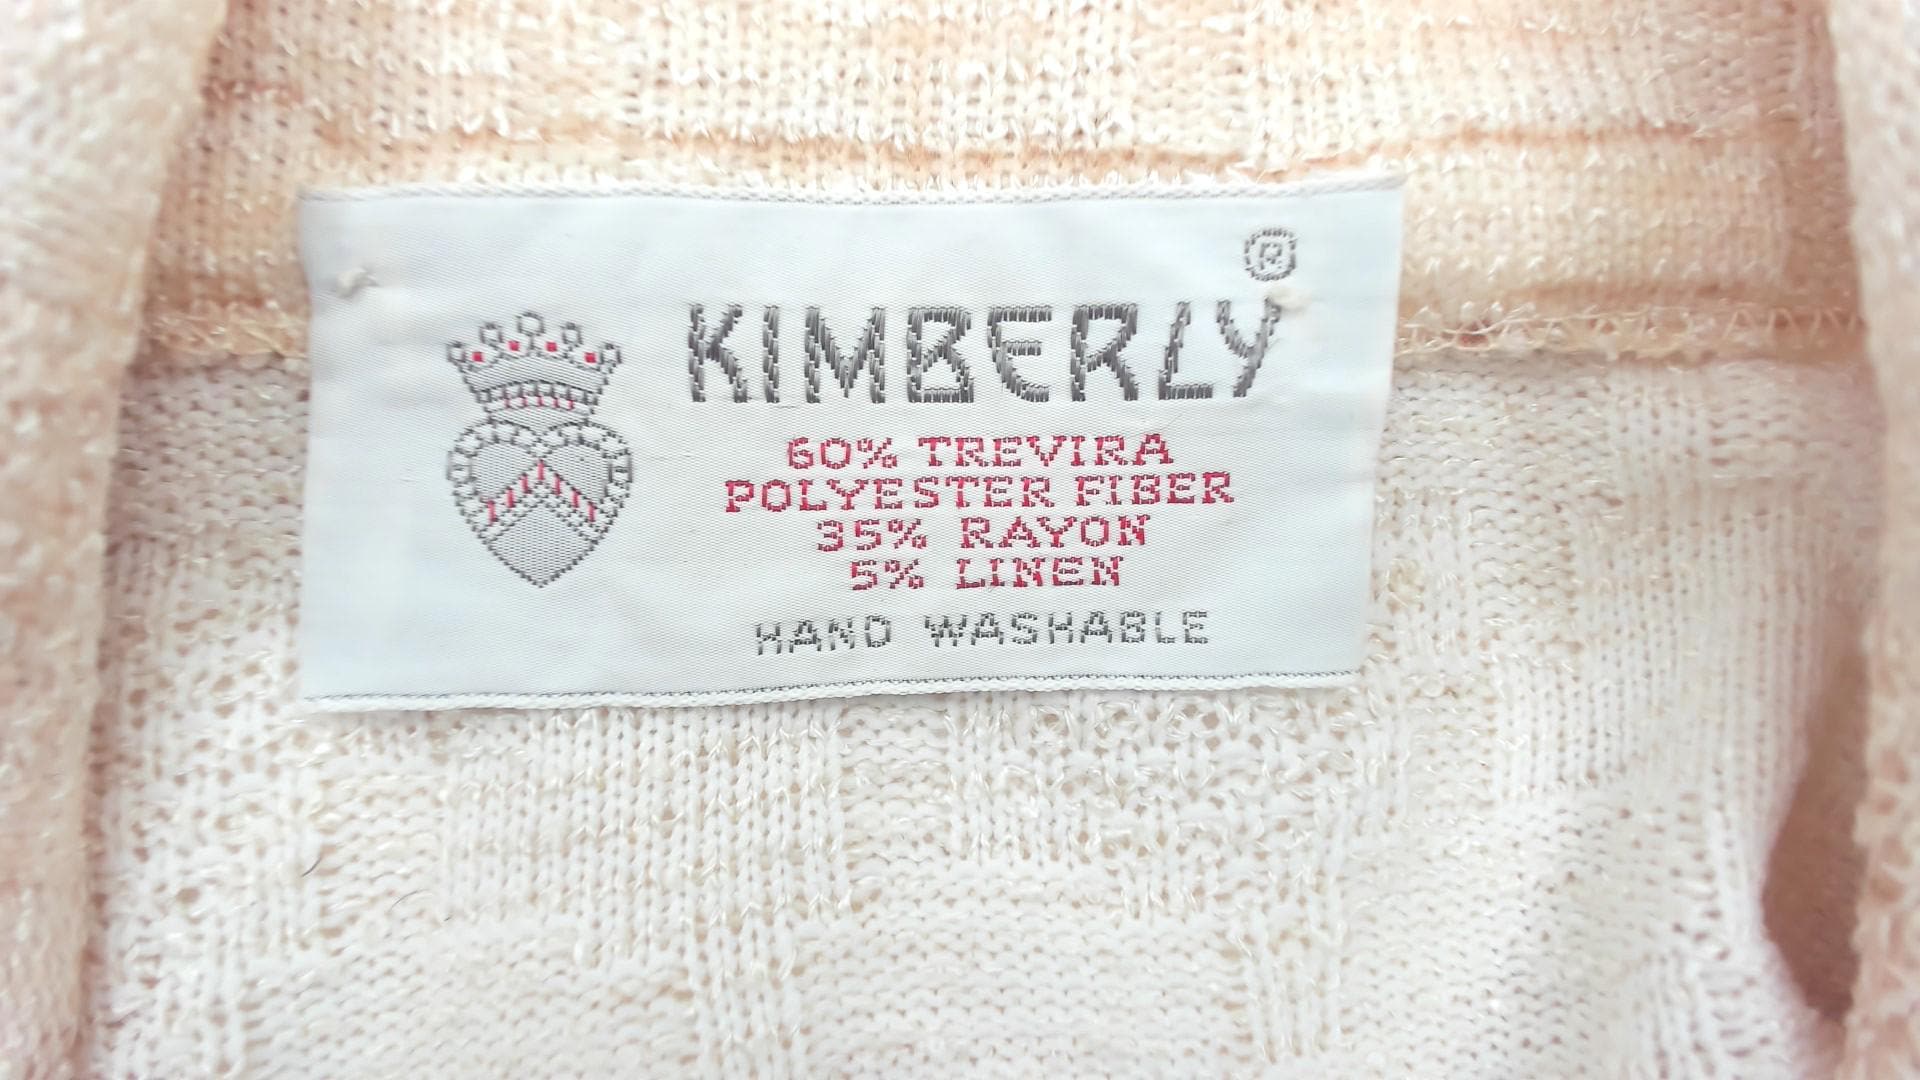 KIMBERLY®
60% TREVIRA
POLYESTER FIBER
35% RAYON
5% LINEN
HAND WASHABLE